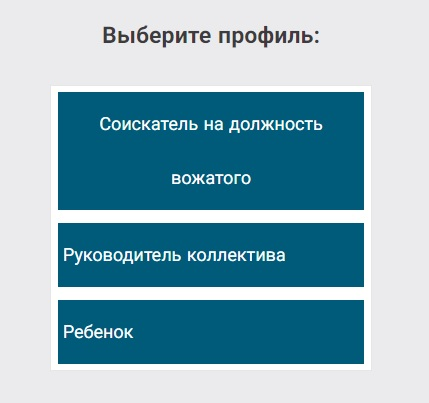 Выберите профиль:
Соискатель на должность
вожатого
Руководитель коллектива
Ребенок